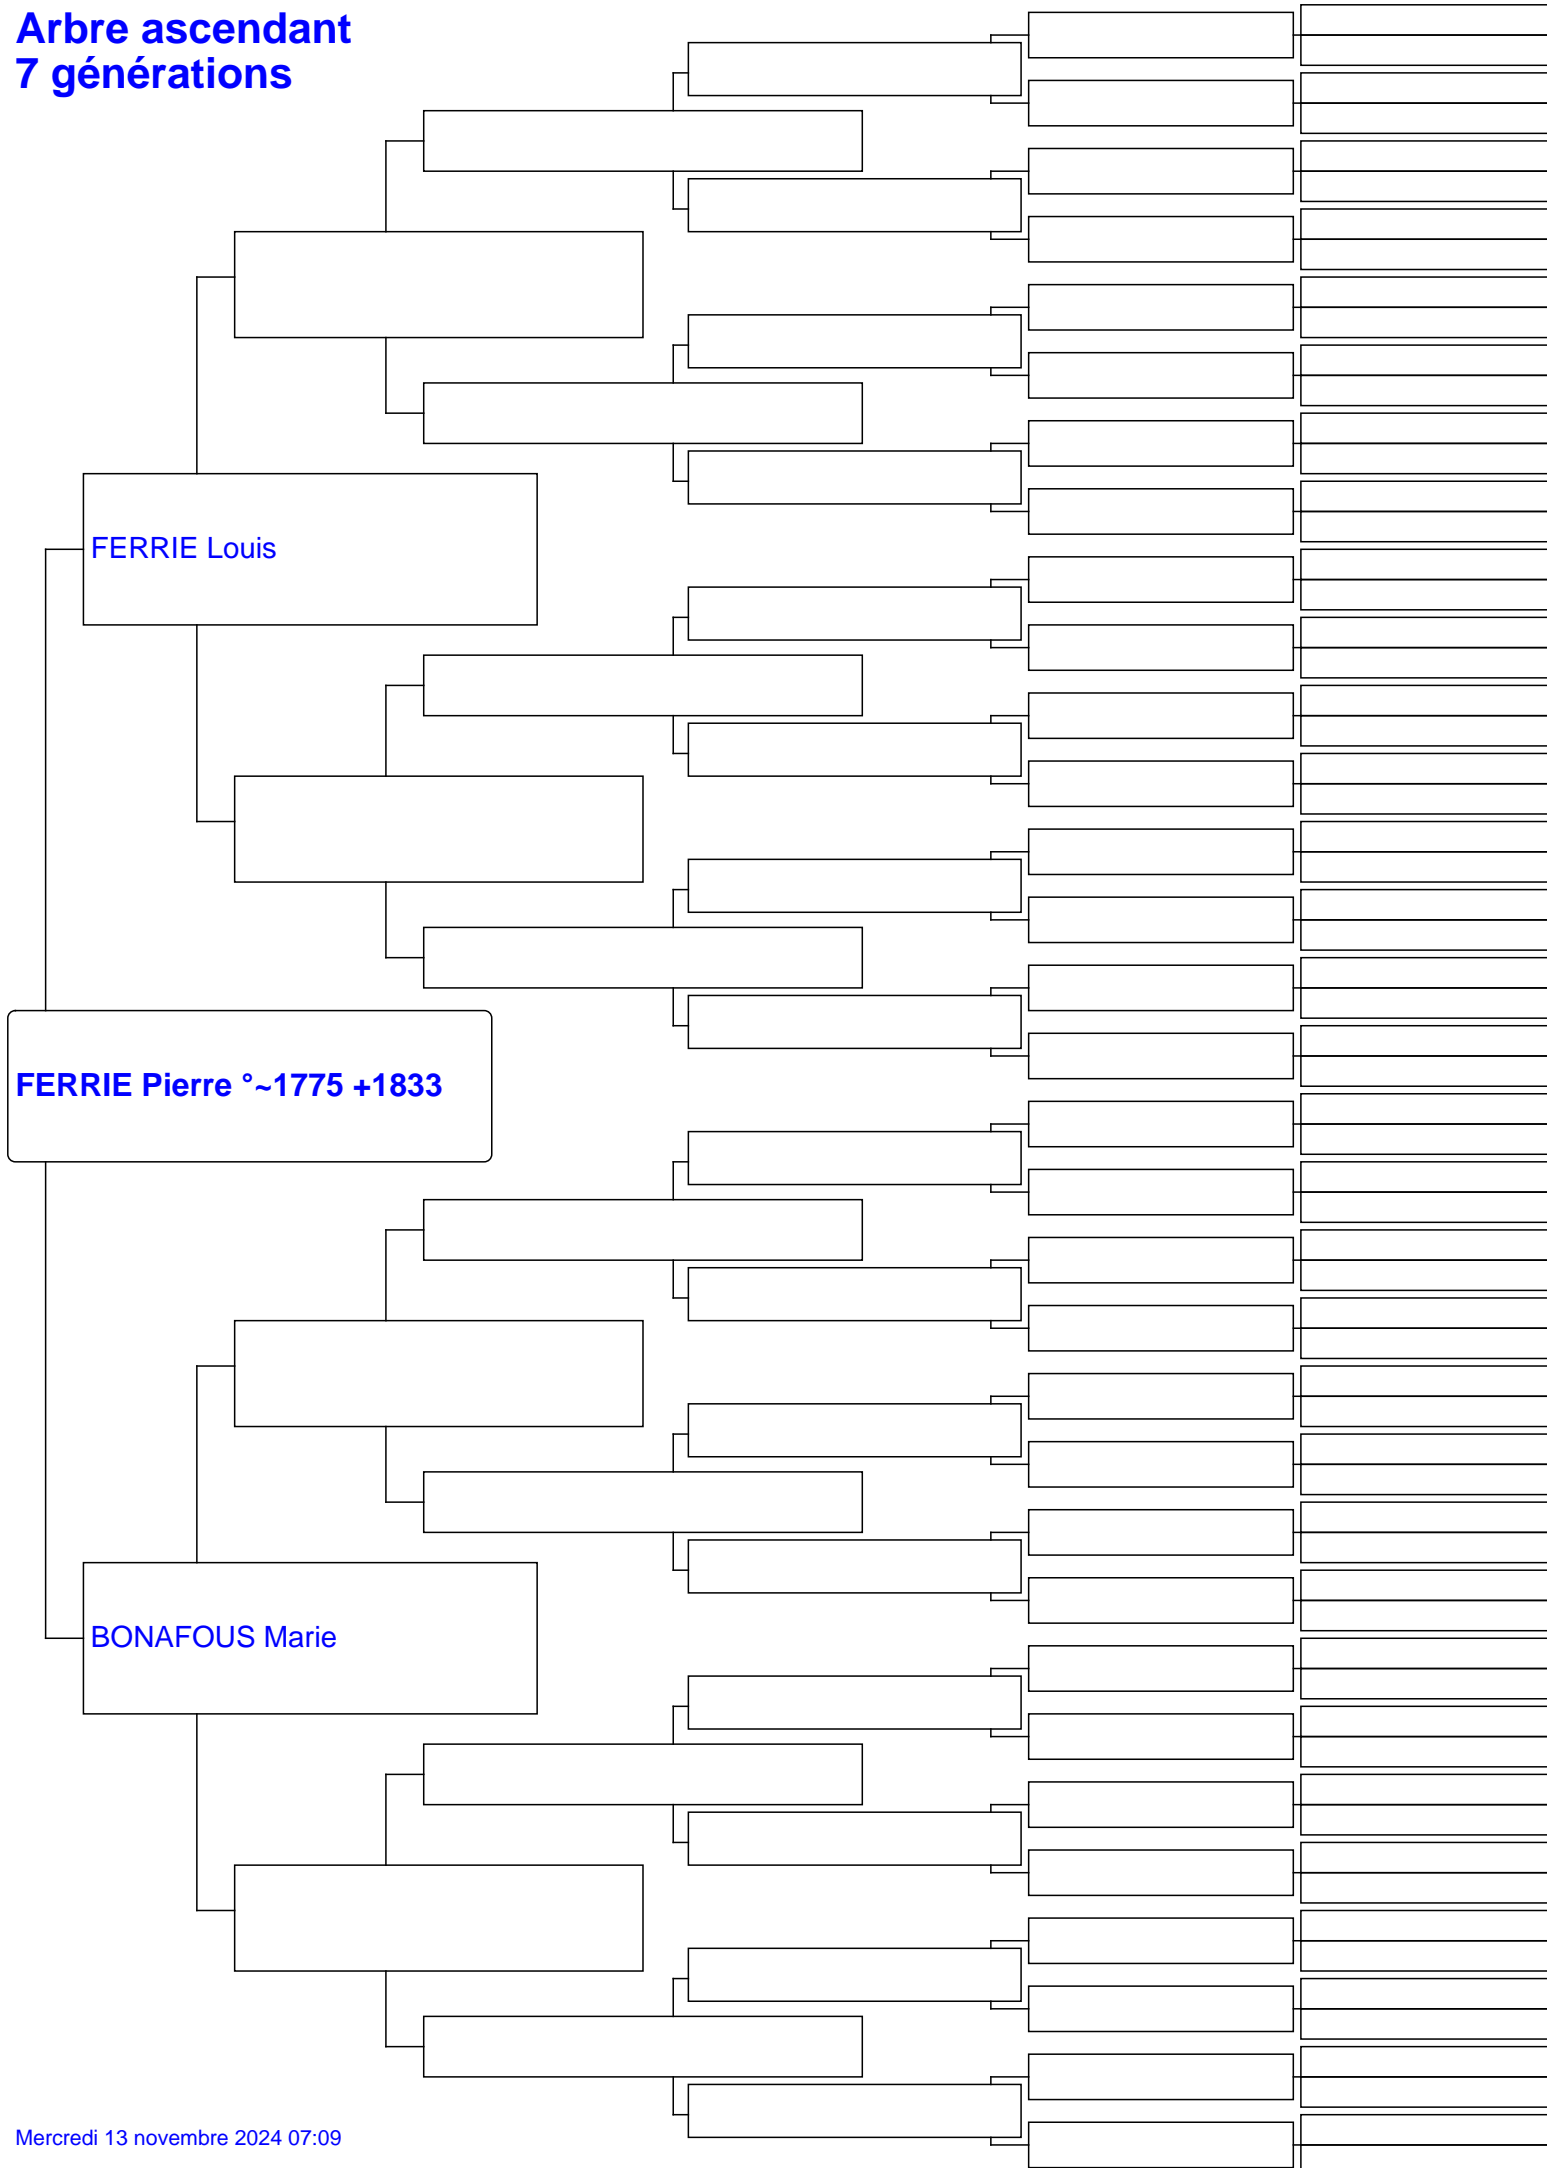 Arbre ascendant
7 générations
FERRIE Louis
FERRIE Pierre °~1775 +1833
BONAFOUS Marie
Mercredi 13 novembre 2024 07:09